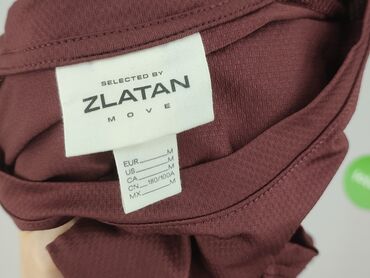 SELECTED BY
ZLATAN
MOVE
EUR M
US M
CA M
CN 180/100A
MX M